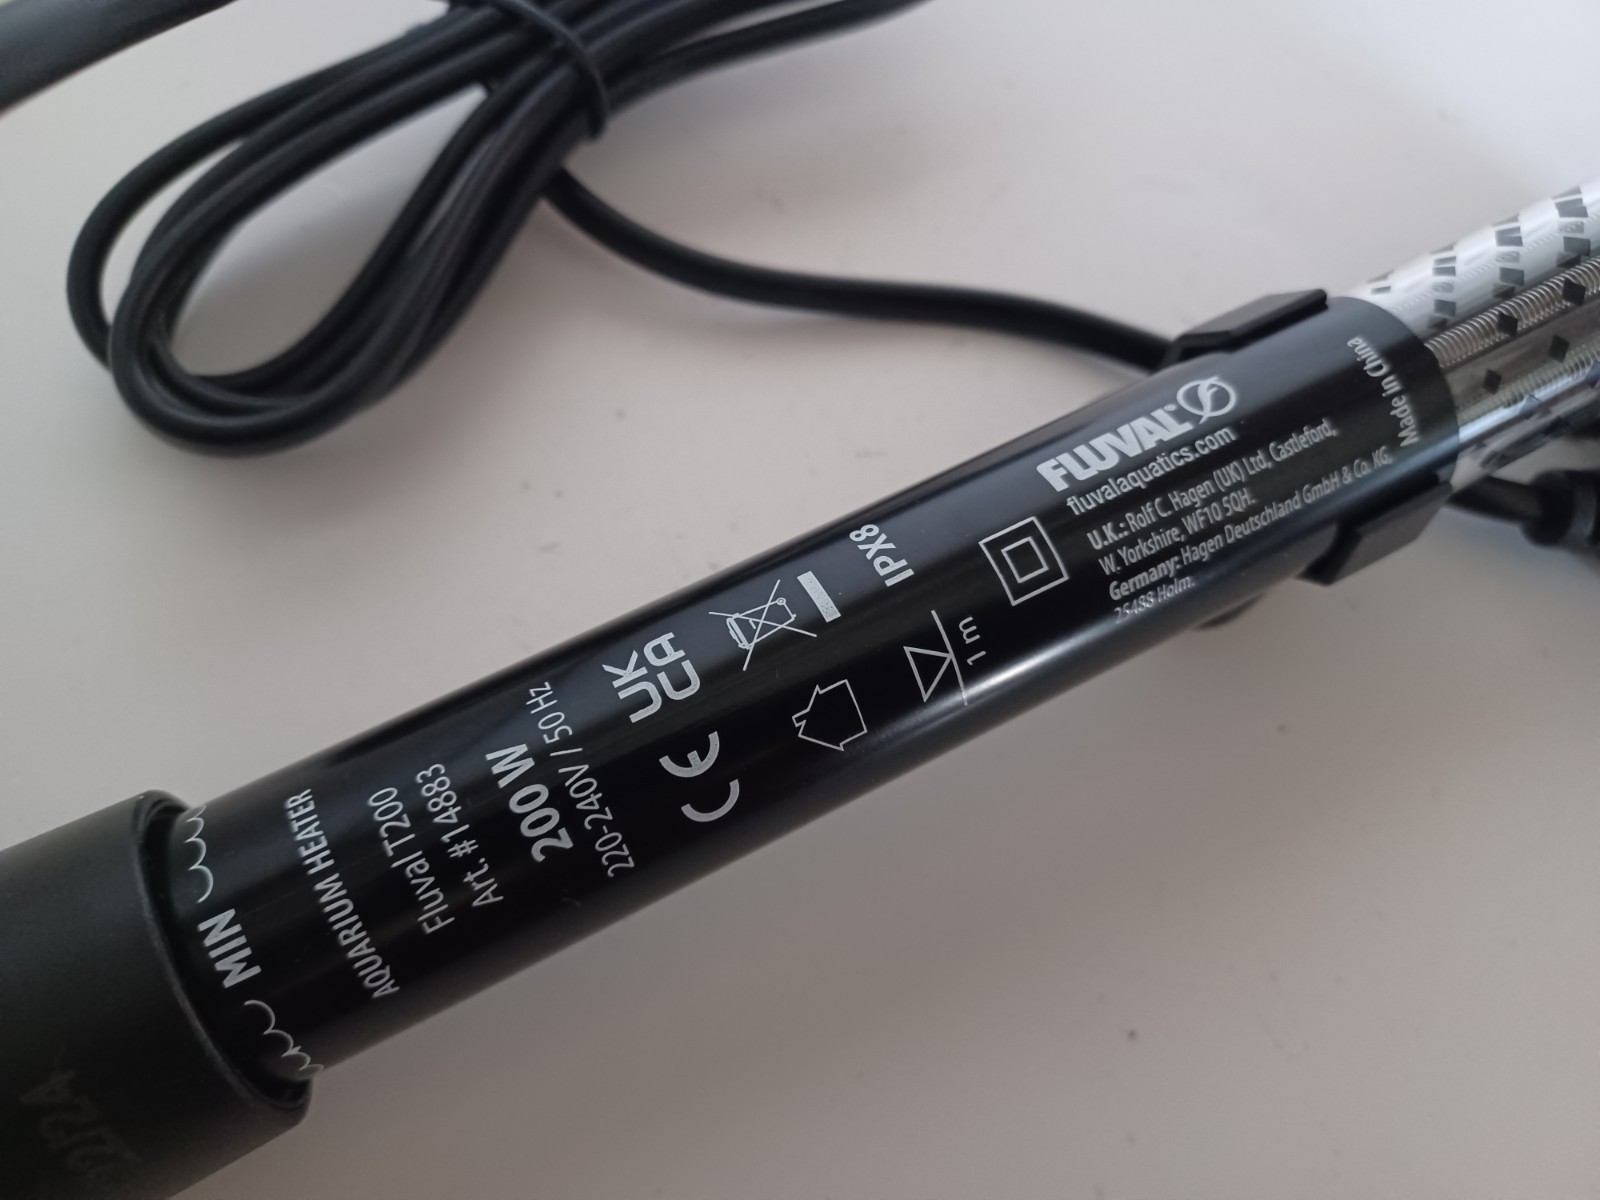 MIN
AQUARIUM HEATER
Fluval T200
Art. #14883
200 W
220-240V / 50 Hz
CE
UK
CA
IPX8
1 m
FLUVAL
fluvalaquatics.com
U.K.: Rolf C. Hagen (UK) Ltd, Castleford,
W. Yorkshire, WF10 5QH.
Germany: Hagen Deutschland GmbH & Co. KG,
25488 Holm.
Made in China